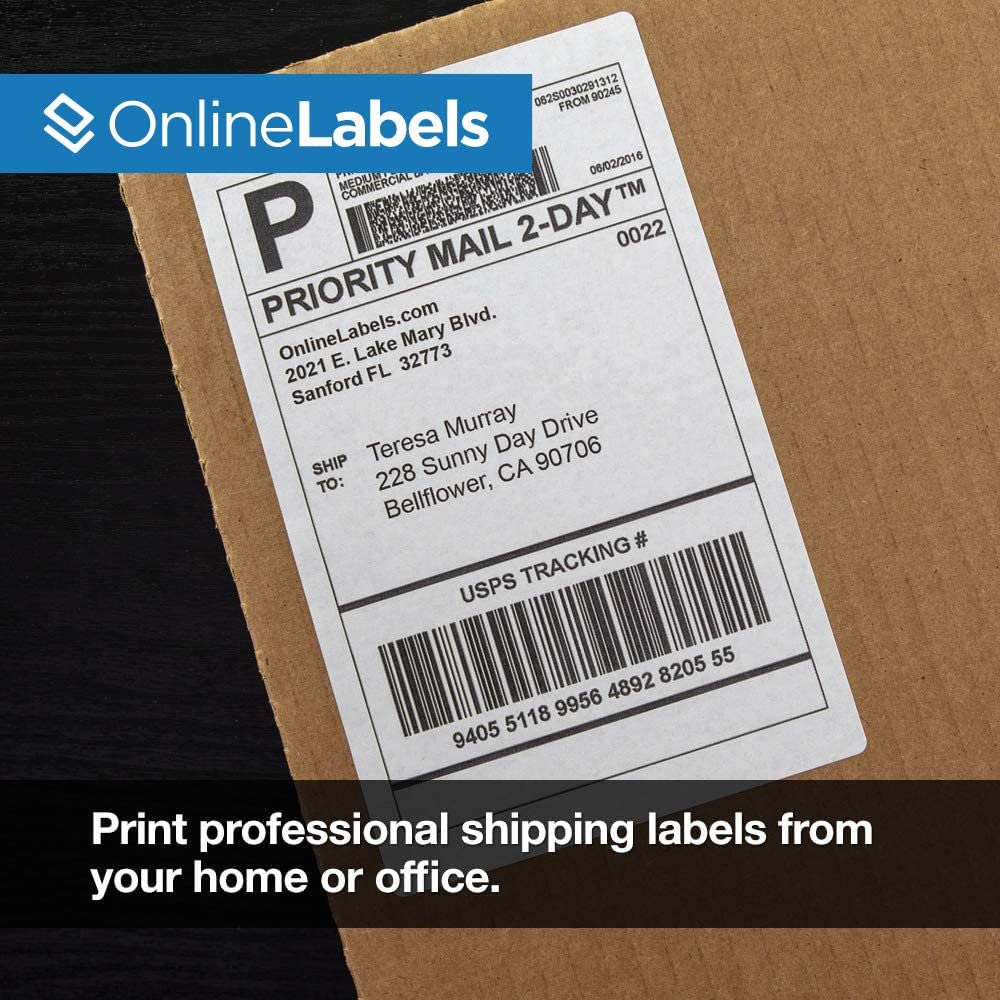 OnlineLabels
062S0030291312
FROM 90245
P
MEDIUM
COMMERCIAL
06/02/2016
PRIORITY MAIL 2-DAY™
0022
OnlineLabels.com
2021 E. Lake Mary Blvd.
Sanford FL 32773
SHIP
TO:
Teresa Murray
228 Sunny Day Drive
Bellflower, CA 90706
USPS TRACKING #
9405 5118 9956 4892 8205 55
Print professional shipping labels from
your home or office.